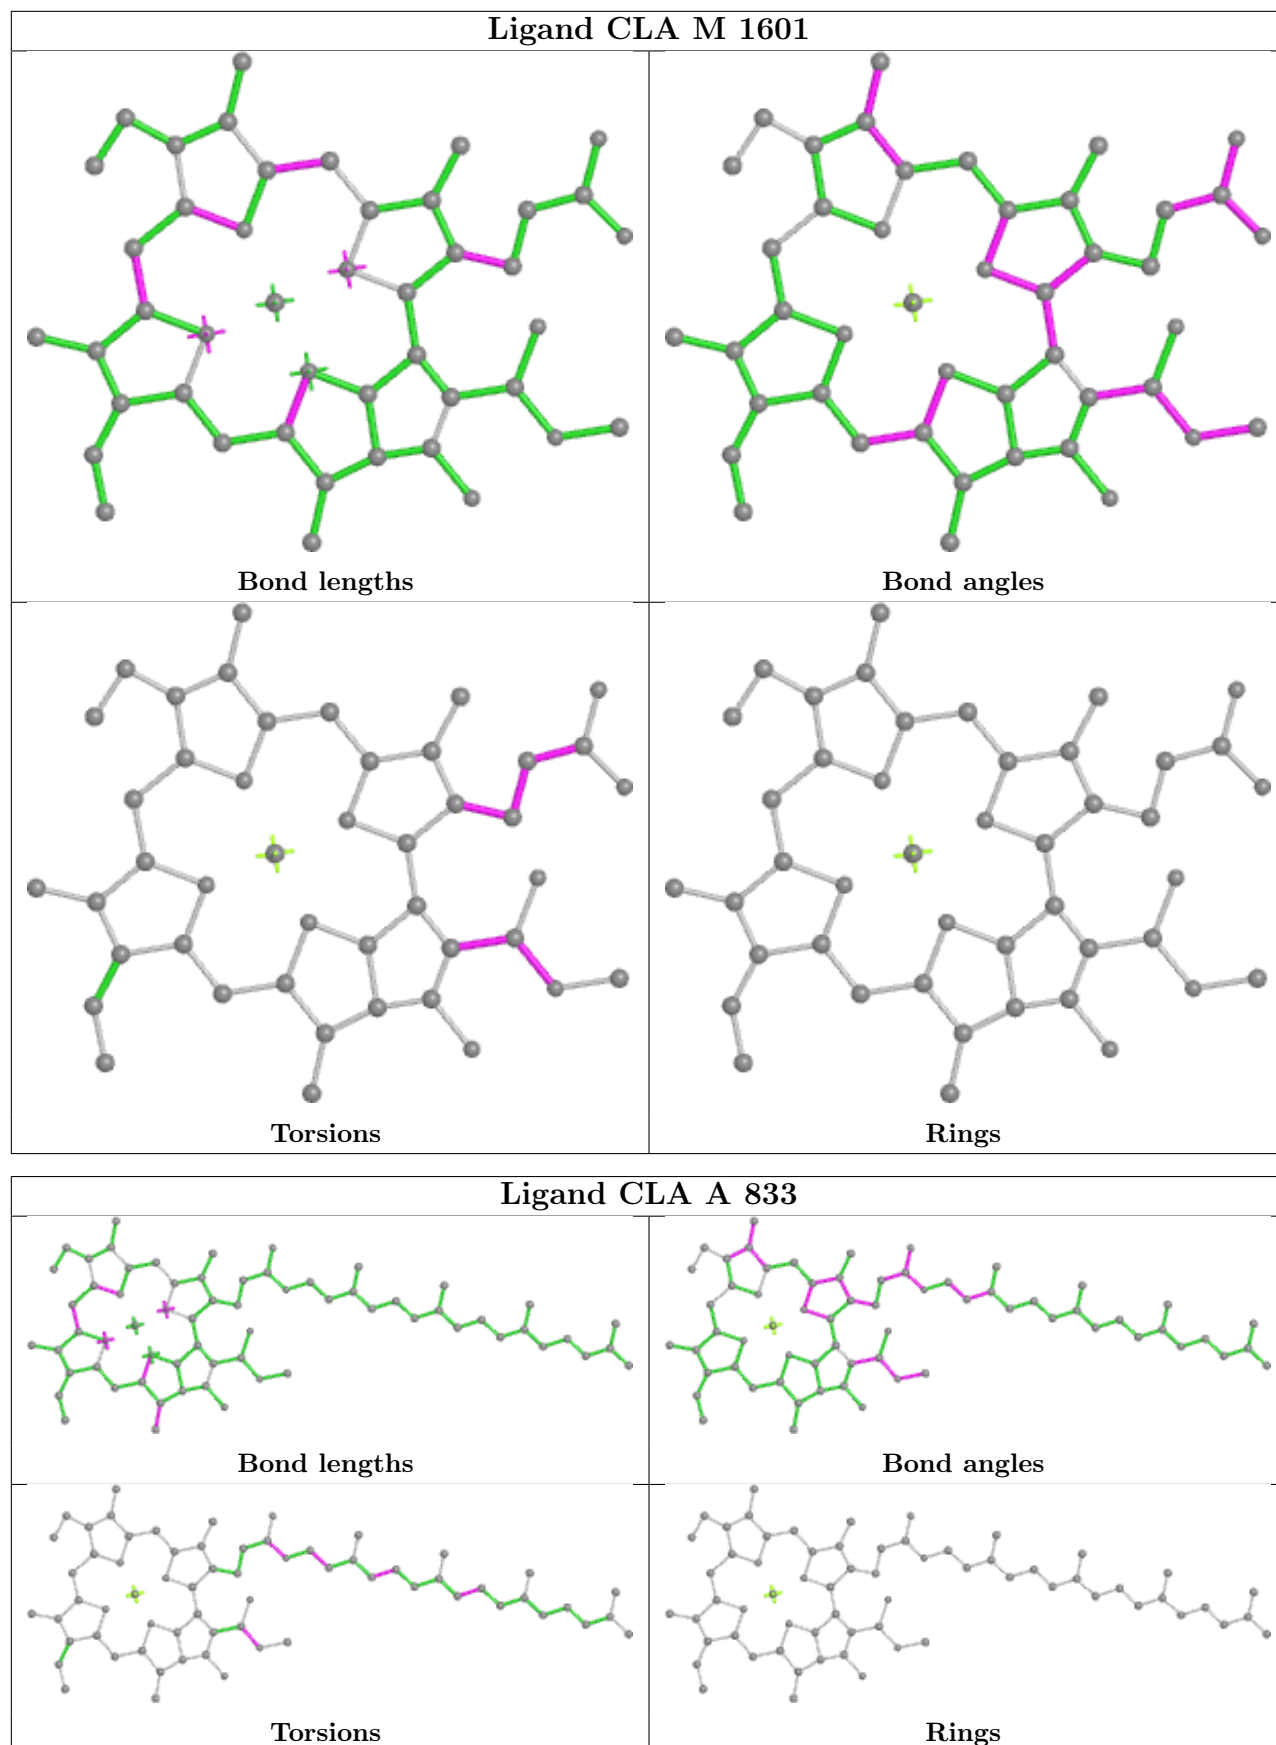 Ligand CLA M 1601
Bond lengths
Bond angles
Torsions
Rings
Ligand CLA A 833
Bond lengths
Bond angles
Torsions
Rings